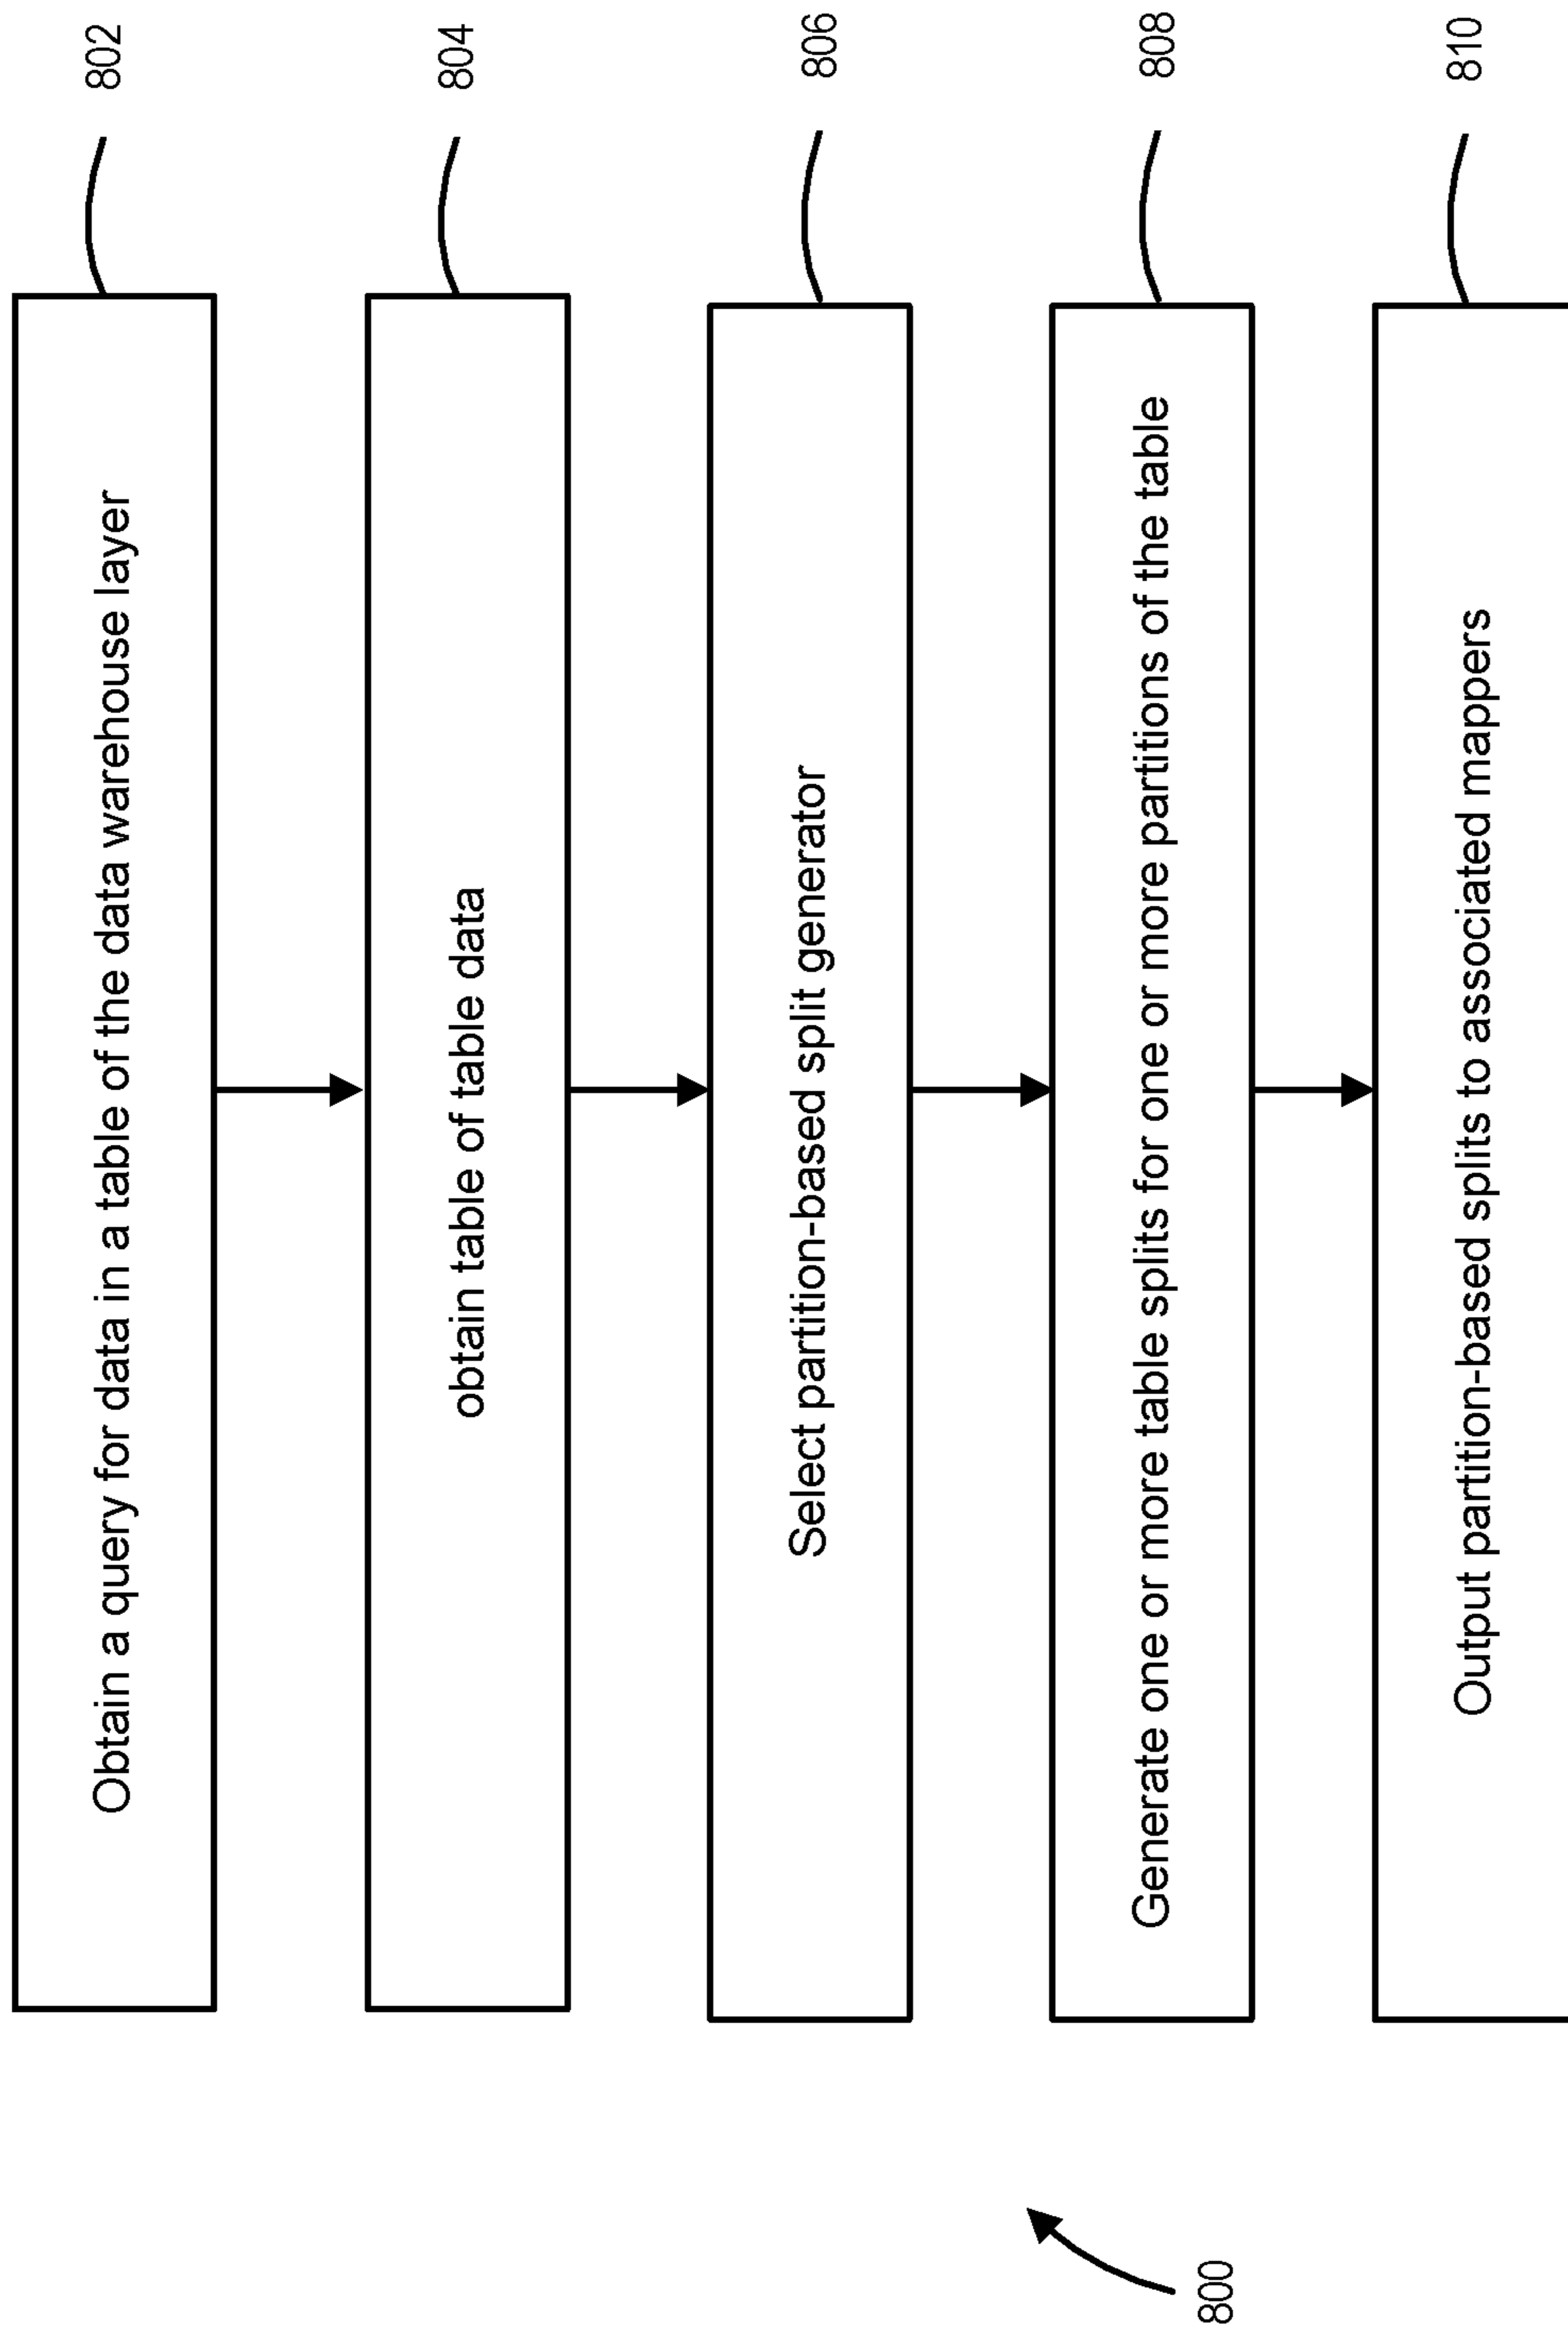 Obtain a query for data in a table of the data warehouse layer
802
obtain table of table data
804
Select partition-based split generator
806
Generate one or more table splits for one or more partitions of the table
808
Output partition-based splits to associated mappers
810
800